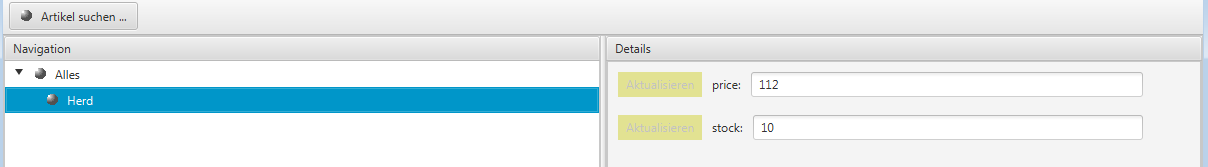 Artikel suchen ...
Navigation
Alles
Herd
Details
Aktualisieren price: 112
Aktualisieren stock: 10